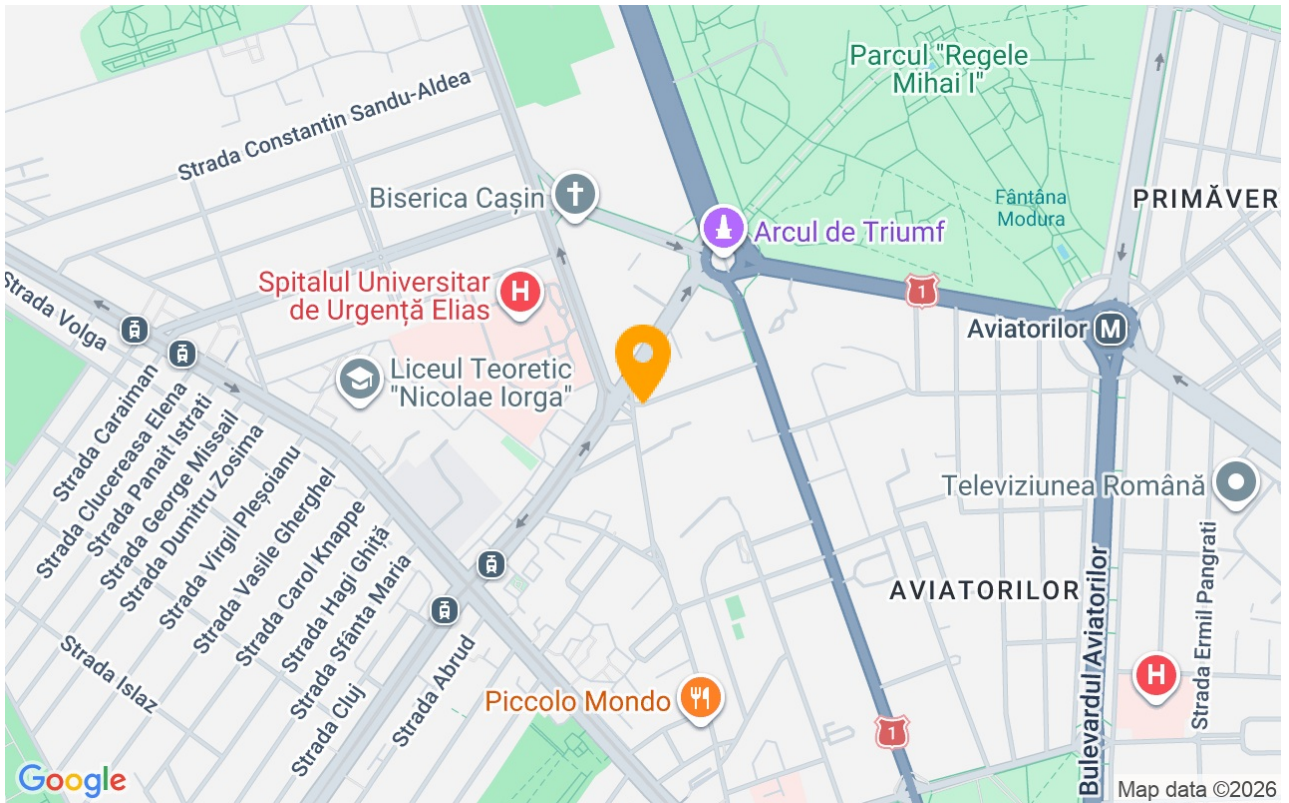 Parcul "Regele
Mihai I"
Strada Constantin Sandu-Aldea
Biserica Cașin
Fântâna
Modura
PRIMĂVER
Arcul de Triumf
Spitalul Universitar
de Urgență Elias
H
1
Strada Volga
Aviatorilor
M
Liceul Teoretic
"Nicolae Iorga"
Strada Caraiman
Strada Clucereasa Elena
Strada Panait Istrati
Strada George Missail
Strada Dumitru Zosima
Strada Virgil Pleșoianu
Strada Vasile Gherghel
Strada Carol Knappe
Strada Hagi Ghiță
Strada Sfânta Maria
Strada Cluj
Strada Abrud
Strada Islaz
Televiziunea Română
AVIATORILOR
Bulevardul Aviatorilor
Strada Ermil Pangrati
H
Piccolo Mondo
1
Google
Map data ©2026